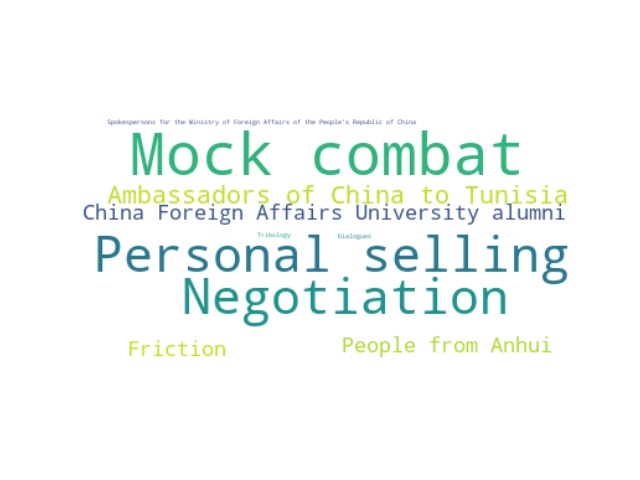 Spokespersons for the Ministry of Foreign Affairs of the People's Republic of China
Mock combat
Ambassadors of China to Tunisia
China Foreign Affairs University alumni
Tribology Dialogues
Personal selling
Negotiation
Friction People from Anhui